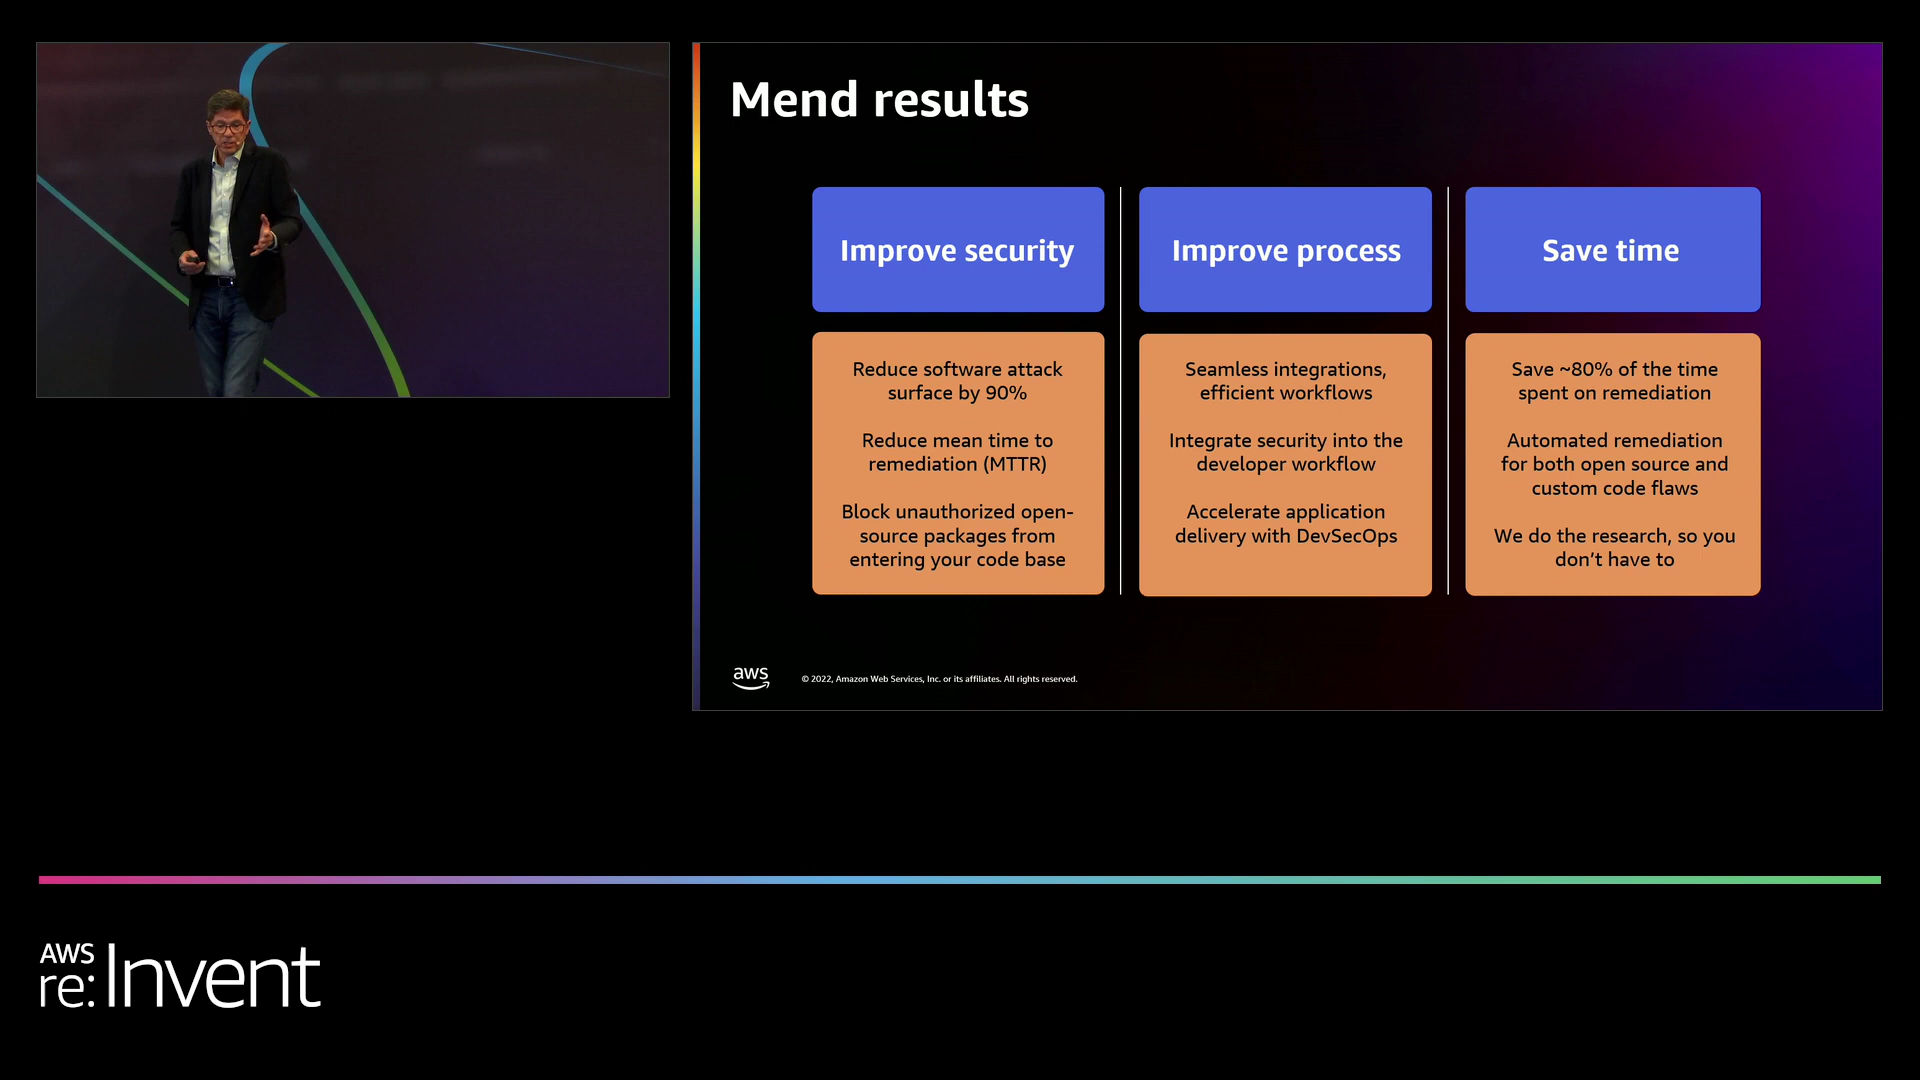 Mend results
Improve security
Reduce software attack
surface by 90%
Reduce mean time to
remediation (MTTR)
Block unauthorized open-
source packages from
entering your code base
Improve process
Seamless integrations,
efficient workflows
Integrate security into the
developer workflow
Accelerate application
delivery with DevSecOps
Save time
Save ~80% of the time
spent on remediation
Automated remediation
for both open source and
custom code flaws
We do the research, so you
don’t have to
aws
© 2022, Amazon Web Services, Inc. or its affiliates. All rights reserved.
AWS
re:Invent